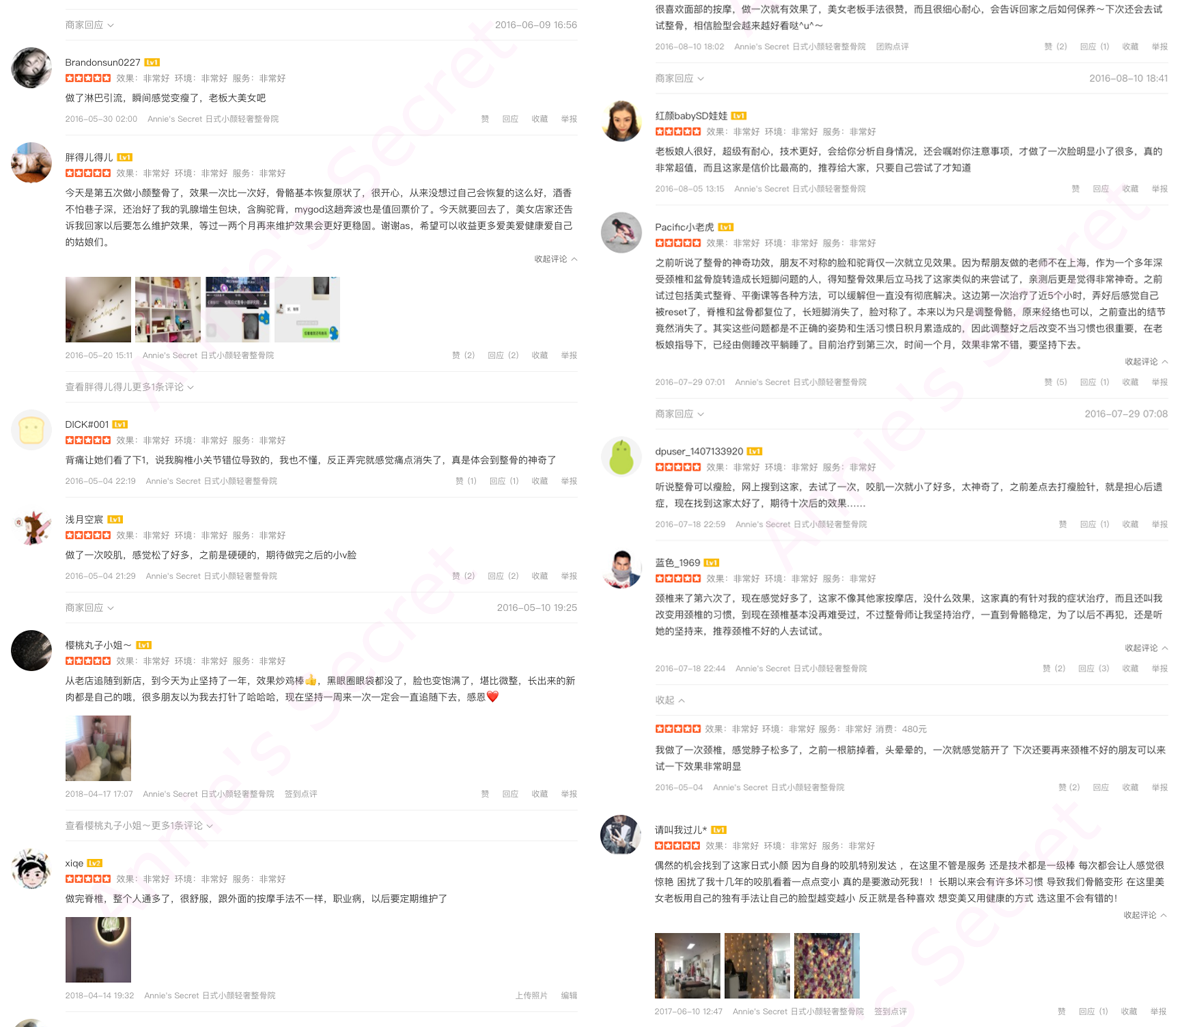 商家回应
2016-06-09 16:56
Brandonsun0227 Lv1
效果：非常好 环境：非常好 服务：非常好
做了淋巴引流，瞬间感觉变瘦了，老板大美女吧
2016-05-30 02:00 Annie's Secret 日式小颜轻奢整骨院 赞 回应 收藏 举报
胖得儿得儿 Lv1
效果：非常好 环境：非常好 服务：非常好
今天是第五次做小颜整骨了，效果一次比一次好，骨骼基本恢复原状了，很开心，从来没想过自己会恢复的这么好，酒香
不怕巷子深，还治好了我的乳腺增生包块，含胸驼背，mygod这趟奔波也是值回票价了。今天就要回去了，美女店家还告
诉我回家以后要怎么维护效果，等过一两个月再来维护效果会更好更稳固。谢谢as，希望可以收益更多爱美爱健康爱自己
的姑娘们。
收起评论
2016-05-20 15:11 Annie's Secret 日式小颜轻奢整骨院 赞 (2) 回应 (2) 收藏 举报
查看胖得儿得儿更多1条评论
DICK#001 Lv1
效果：非常好 环境：非常好 服务：非常好
背痛让她们看了下1，说我胸椎小关节错位导致的，我也不懂，反正弄完就感觉痛点消失了，真是体会到整骨的神奇了
2016-05-04 22:19 Annie's Secret 日式小颜轻奢整骨院 赞 (1) 回应 (1) 收藏 举报
浅月空宸 Lv1
效果：非常好 环境：非常好 服务：非常好
做了一次咬肌，感觉松了好多，之前是硬硬的，期待做完之后的小v脸
2016-05-04 21:29 Annie's Secret 日式小颜轻奢整骨院 赞 (2) 回应 (2) 收藏 举报
商家回应
2016-05-10 19:25
樱桃丸子小姐～ Lv1
效果：非常好 环境：非常好 服务：非常好
从老店追随到新店，到今天为止坚持了一年，效果炒鸡棒👍，黑眼圈眼袋都没了，脸也变饱满了，堪比微整，长出来的新
肉都是自己的哦，很多朋友以为我去打针了哈哈哈，现在坚持一周来一次一定会一直追随下去，感恩❤️
2018-04-17 17:07 Annie's Secret 日式小颜轻奢整骨院 签到点评 赞 回应 收藏 举报
查看樱桃丸子小姐～更多1条评论
xiqe Lv7
效果：非常好 环境：非常好 服务：非常好
做完脊椎，整个人通多了，很舒服，跟外面的按摩手法不一样，职业病，以后要定期维护了
2018-04-14 19:32 Annie's Secret 日式小颜轻奢整骨院 上传照片 编辑
很喜欢面部的按摩，做一次就有效果了，美女老板手法很赞，而且很细心耐心，会告诉回家之后如何保养～下次还会去试
试整骨，相信脸型会越来越好看哒^u^～
2016-08-10 18:02 Annie's Secret 日式小颜轻奢整骨院 团购点评 赞 (2) 回应 (1) 收藏 举报
商家回应
2016-08-10 18:41
红颜babySD娃娃 Lv1
效果：非常好 环境：非常好 服务：非常好
老板娘人很好，超级有耐心，技术更好，会给你分析自身情况，还会嘱咐你注意事项，才做了一次脸明显小了很多，真的
非常超值，而且这家是信价比最高的，推荐给大家，只要自己尝试了才知道
2016-08-05 13:15 Annie's Secret 日式小颜轻奢整骨院 赞 回应 收藏 举报
Pacific小老虎 Lv1
效果：非常好 环境：非常好 服务：非常好
之前听说了整骨的神奇功效，朋友不对称的脸和驼背仅一次就立见效果。因为帮朋友做的老师不在上海，作为一个多年深
受颈椎和盆骨旋转造成长短脚问题的人，得知整骨效果后立马找了这家类似的来尝试了，亲测后更是觉得非常神奇。之前
试过包括美式整脊、平衡课等各种方法，可以缓解但一直没有彻底解决。这边第一次治疗了近5个小时，弄好后感觉自己
被reset了，脊椎和盆骨都复位了，长短脚消失了，脸对称了。本来以为只是调整骨骼，原来经络也可以，之前查出的结节
竟然消失了。其实这些问题都是不正确的姿势和生活习惯日积月累造成的，因此调整好之后改变不当习惯也很重要，在老
板娘指导下，已经由侧睡改平躺睡了。目前治疗到第三次，时间一个月，效果非常不错，要坚持下去。
收起评论
2016-07-29 07:01 Annie's Secret 日式小颜轻奢整骨院 赞 (5) 回应 (1) 收藏 举报
商家回应
2016-07-29 07:08
dpuser_1407133920 Lv1
效果：非常好 环境：非常好 服务：非常好
听说整骨可以瘦脸，网上搜到这家，去试了一次，咬肌一次就小了好多，太神奇了，之前差点去打瘦脸针，就是担心后遗
症，现在找到这家太好了，期待十次后的效果……
2016-07-18 22:59 Annie's Secret 日式小颜轻奢整骨院 赞 回应 (1) 收藏 举报
蓝色_1969 Lv1
效果：非常好 环境：非常好 服务：非常好
颈椎来了第六次了，现在感觉好多了，这家不像其他家按摩店，没什么效果，这家真的有针对我的症状治疗，而且还叫我
改变用颈椎的习惯，到现在颈椎基本没再难受过，不过整骨师让我坚持治疗，一直到骨骼稳定，为了以后不再犯，还是听
她的坚持来，推荐颈椎不好的人去试试。
收起评论
2016-07-18 22:44 Annie's Secret 日式小颜轻奢整骨院 赞 (2) 回应 (3) 收藏 举报
收起
效果：非常好 环境：非常好 服务：非常好 消费：480元
我做了一次颈椎，感觉脖子松多了，之前一根筋掉着，头晕晕的，一次就感觉筋开了 下次还要再来颈椎不好的朋友可以来
试一下效果非常明显
2016-05-04 Annie's Secret 日式小颜轻奢整骨院 赞 (2) 回应 收藏 举报
请叫我过儿* Lv1
效果：非常好 环境：非常好 服务：非常好
偶然的机会找到了这家日式小颜 因为自身的咬肌特别发达 ，在这里不管是服务 还是技术都是一级棒 每次都会让人感觉很
惊艳 困扰了我十几年的咬肌看着一点点变小 真的是要激动死我！！长期以来会有许多坏习惯 导致我们骨骼变形 在这里美
女老板用自己的独有手法让自己的脸型越变越小 反正就是各种喜欢 想变美又用健康的方式 选这里不会有错的！
收起评论
2017-06-10 12:47 Annie's Secret 日式小颜轻奢整骨院 签到点评 赞 回应 (1) 收藏 举报
Annie's Secret
Annie's Secret
Annie's Secret